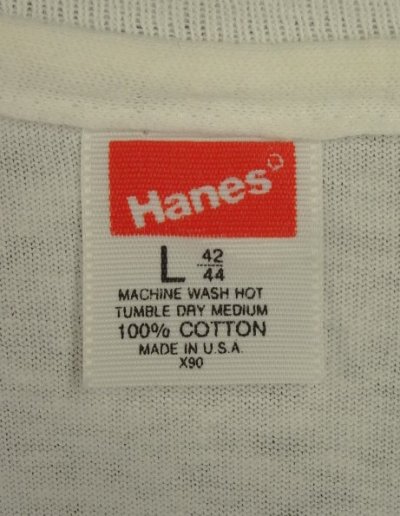 Hanes
L 42/44
MACHINE WASH HOT
TUMBLE DRY MEDIUM
100% COTTON
MADE IN U.S.A.
X90